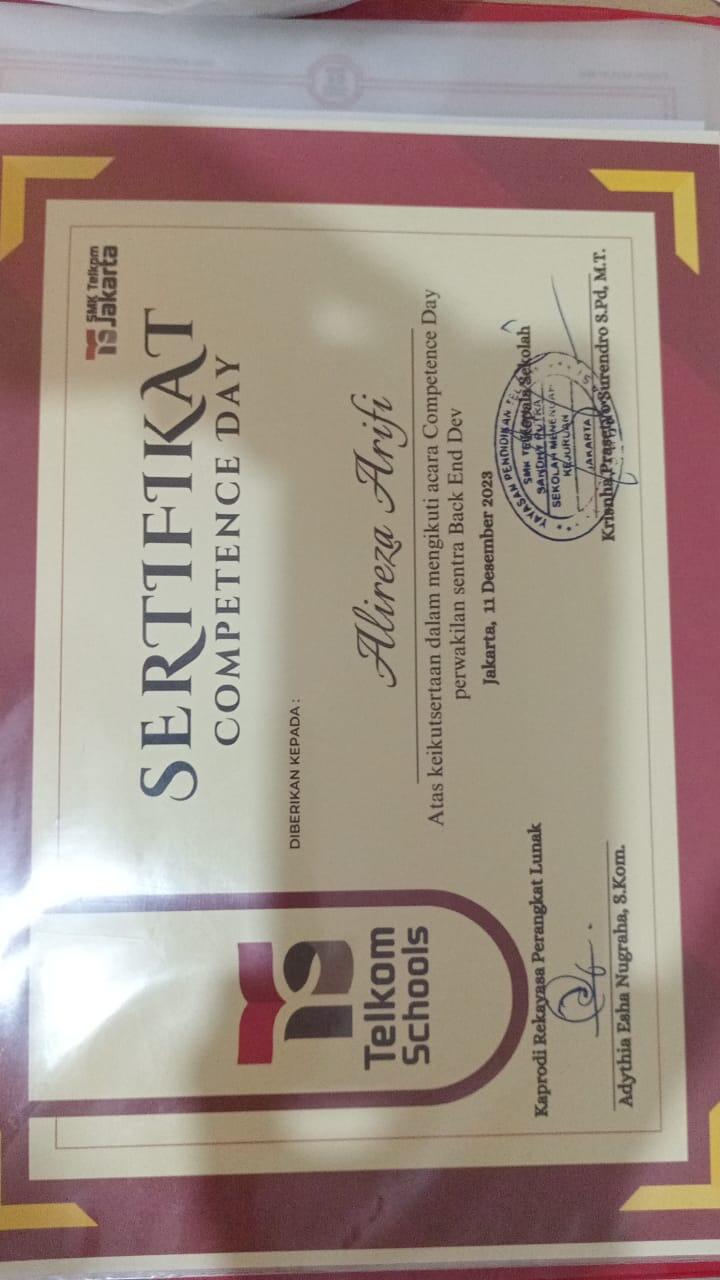 SMK Telkom
Jakarta
SERTIFIKAT
COMPETENCE DAY
DIBERIKAN KEPADA :
Telkom
Schools
Alireza Arifi
Atas keikutsertaan dalam mengikuti acara Competence Day
perwakilan sentra Back End Dev
Jakarta, 11 Desember 2023
Kaprodi Rekayasa Perangkat Lunak
Adythia Esha Nugraha, S.Kom.
Kepala Sekolah
YAYASAN PENDIDIKAN
SMK
SANDHY PUTRA
SEKOLAH MENENGAH
KEJURUAN
JAKARTA
Krisnha Prasetyo Surendro S.Pd, M.T.